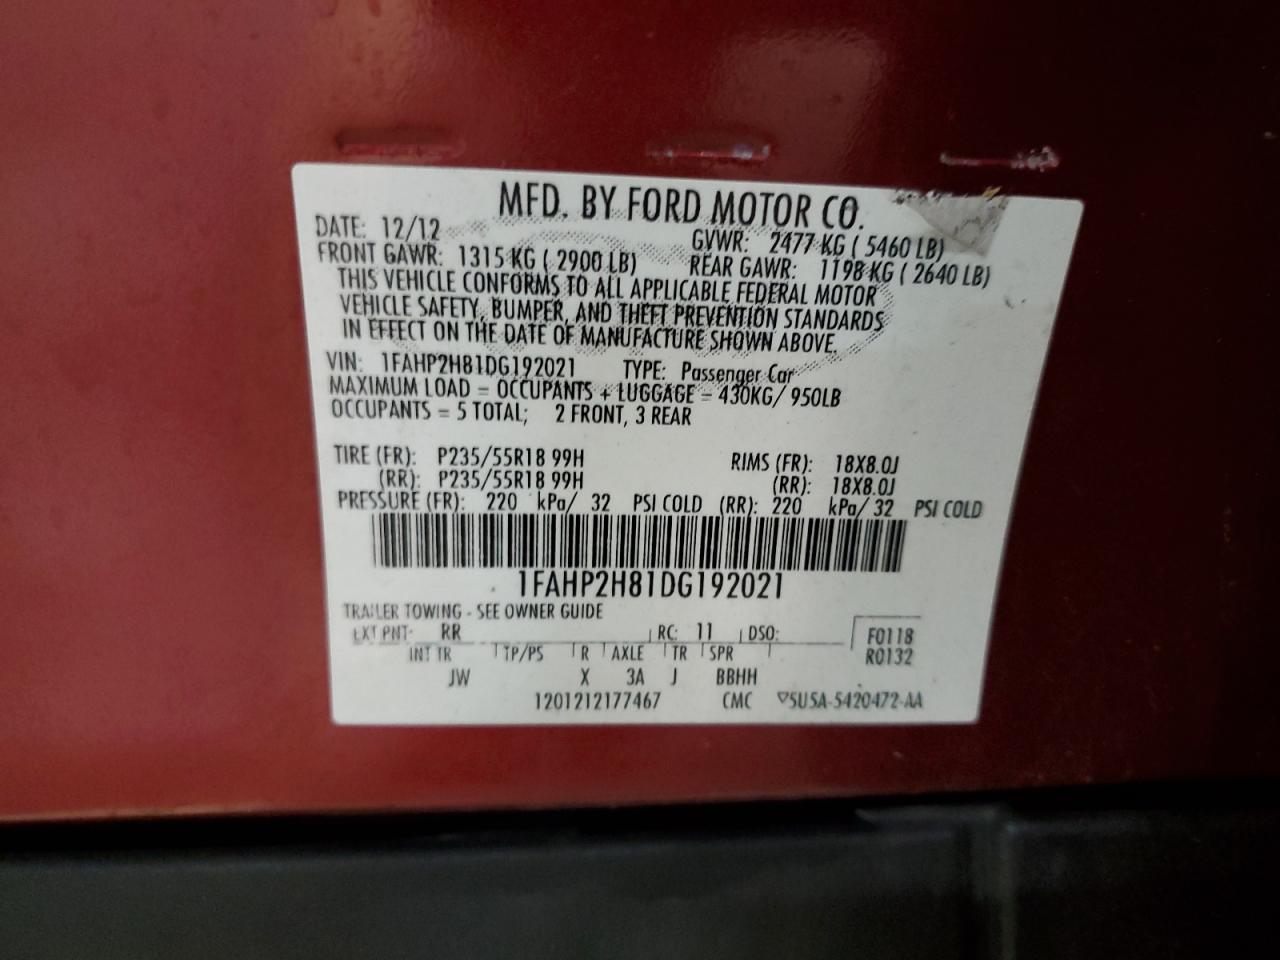 MFD. BY FORD MOTOR CO.
DATE: 12/12 GVWR: 2477 KG ( 5460 LB)
FRONT GAWR: 1315 KG ( 2900 LB) REAR GAWR: 1198 KG ( 2640 LB)
THIS VEHICLE CONFORMS TO ALL APPLICABLE FEDERAL MOTOR
VEHICLE SAFETY, BUMPER, AND THEFT PREVENTION STANDARDS
IN EFFECT ON THE DATE OF MANUFACTURE SHOWN ABOVE.
VIN: 1FAHP2H81DG192021 TYPE: Passenger Car
MAXIMUM LOAD = OCCUPANTS + LUGGAGE = 430KG/ 950LB
OCCUPANTS = 5 TOTAL; 2 FRONT, 3 REAR
TIRE (FR): P235/55R18 99H RIMS (FR): 18X8.0J
(RR): P235/55R18 99H (RR): 18X8.0J
PRESSURE (FR): 220 kPa/ 32 PSI COLD (RR): 220 kPa/ 32 PSI COLD
1FAHP2H81DG192021
TRAILER TOWING - SEE OWNER GUIDE
EXT PNT: RR RC: 11 DSO: F0118
INT TR TP/PS R AXLE TR SPR R0132
JW X 3A J BBHH
1201212177467 CMC ▽5U5A-5420472-AA